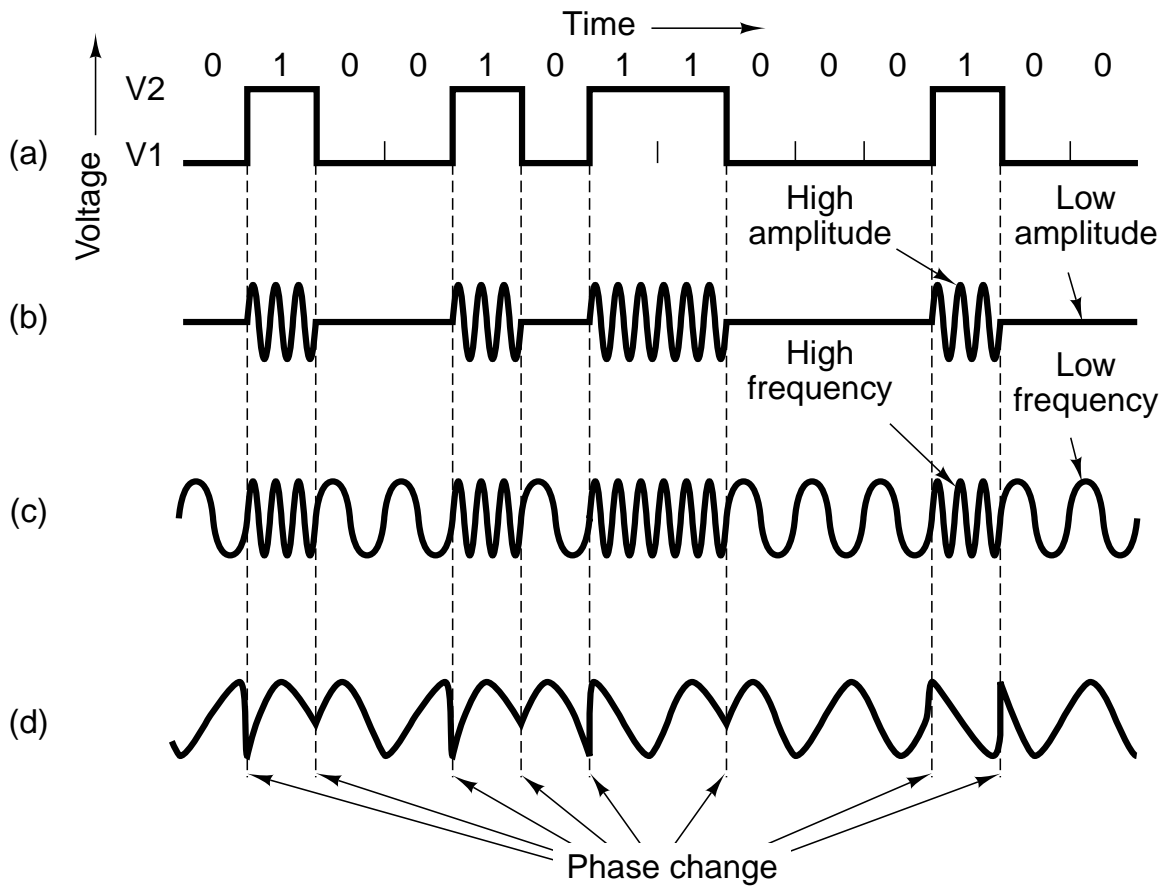 Time
0 1 0 0 1 0 1 1 0 0 0 1 0 0
V2
(a)
V1
Voltage
High
amplitude
Low
amplitude
(b)
High
frequency
Low
frequency
(c)
(d)
Phase change